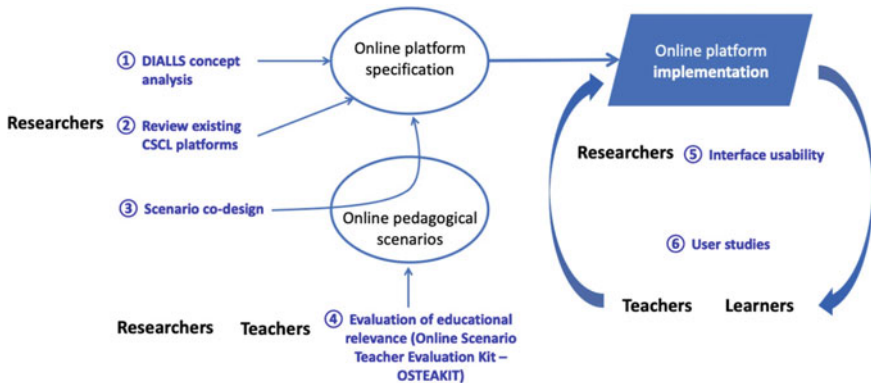 ① DIALLS concept
analysis
Online platform
specification
Online platform
implementation
Researchers
② Review existing
CSCL platforms
Researchers
⑤ Interface usability
③ Scenario co-design
Online pedagogical
scenarios
⑥ User studies
Teachers
Learners
Researchers
Teachers
④ Evaluation of educational
relevance (Online Scenario
Teacher Evaluation Kit –
OSTEAKIT)